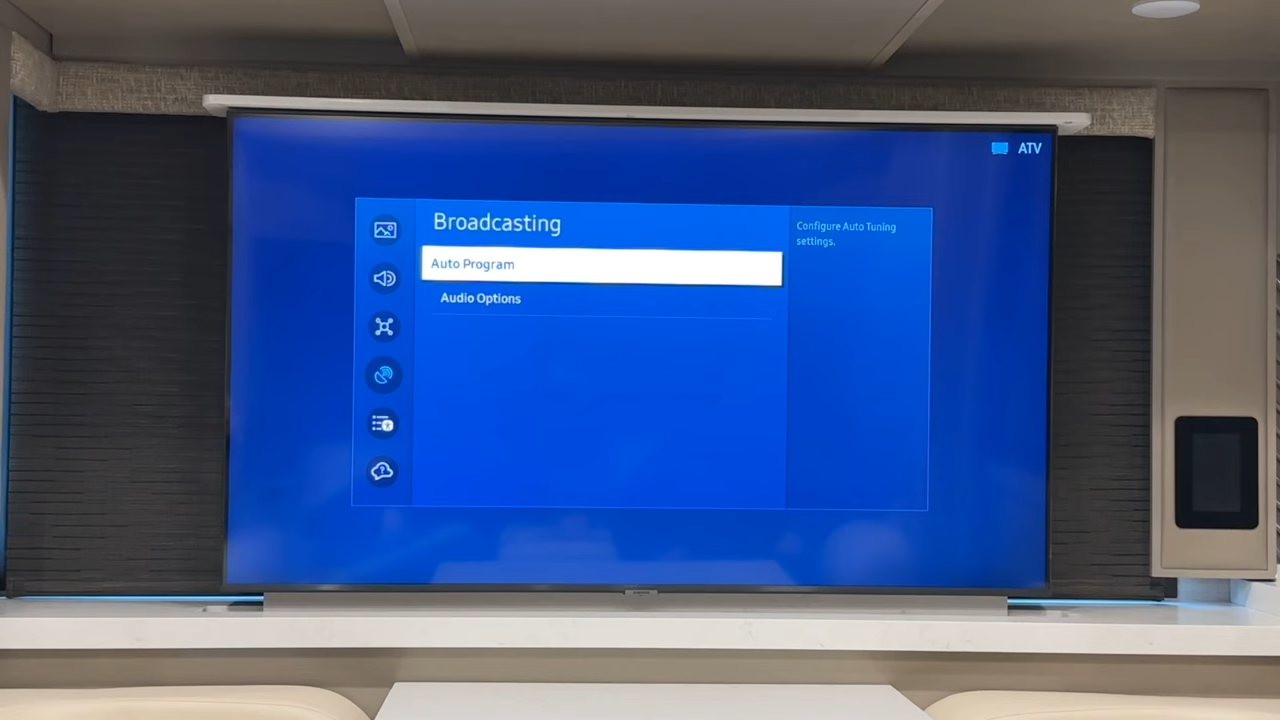 ATV
Broadcasting
Auto Program
Audio Options
Configure Auto Tuning
settings.